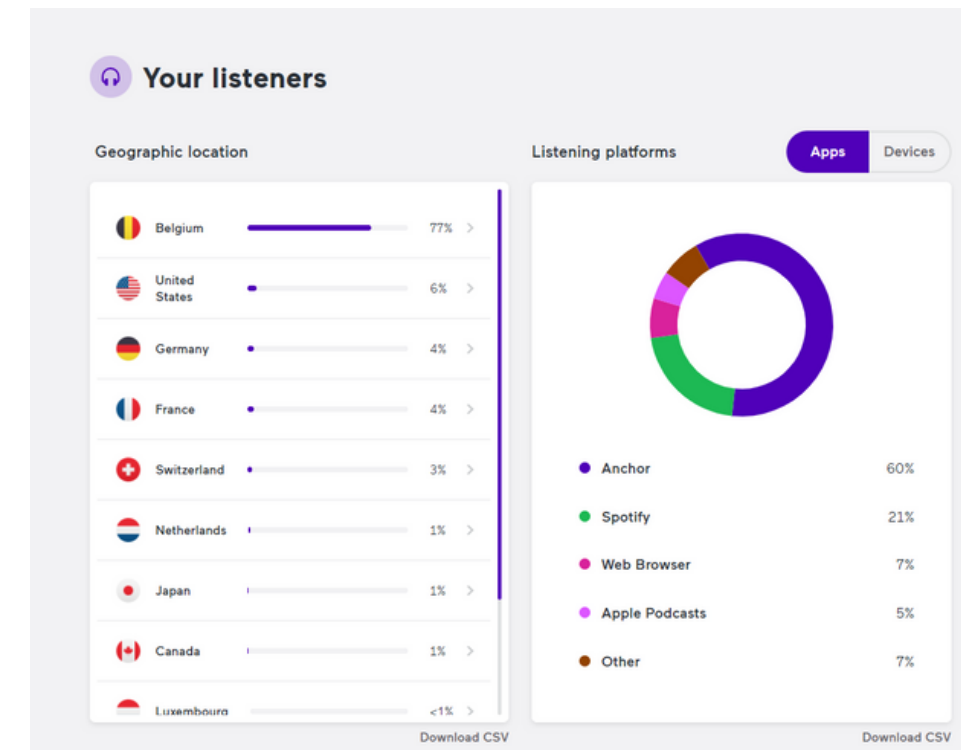 Your listeners
Geographic location
Belgium 77%
United
States 6%
Germany 4%
France 4%
Switzerland 3%
Netherlands 1%
Japan 1%
Canada 1%
Luxembourg <1%
Download CSV
Listening platforms
Apps Devices
Anchor 60%
Spotify 21%
Web Browser 7%
Apple Podcasts 5%
Other 7%
Download CSV